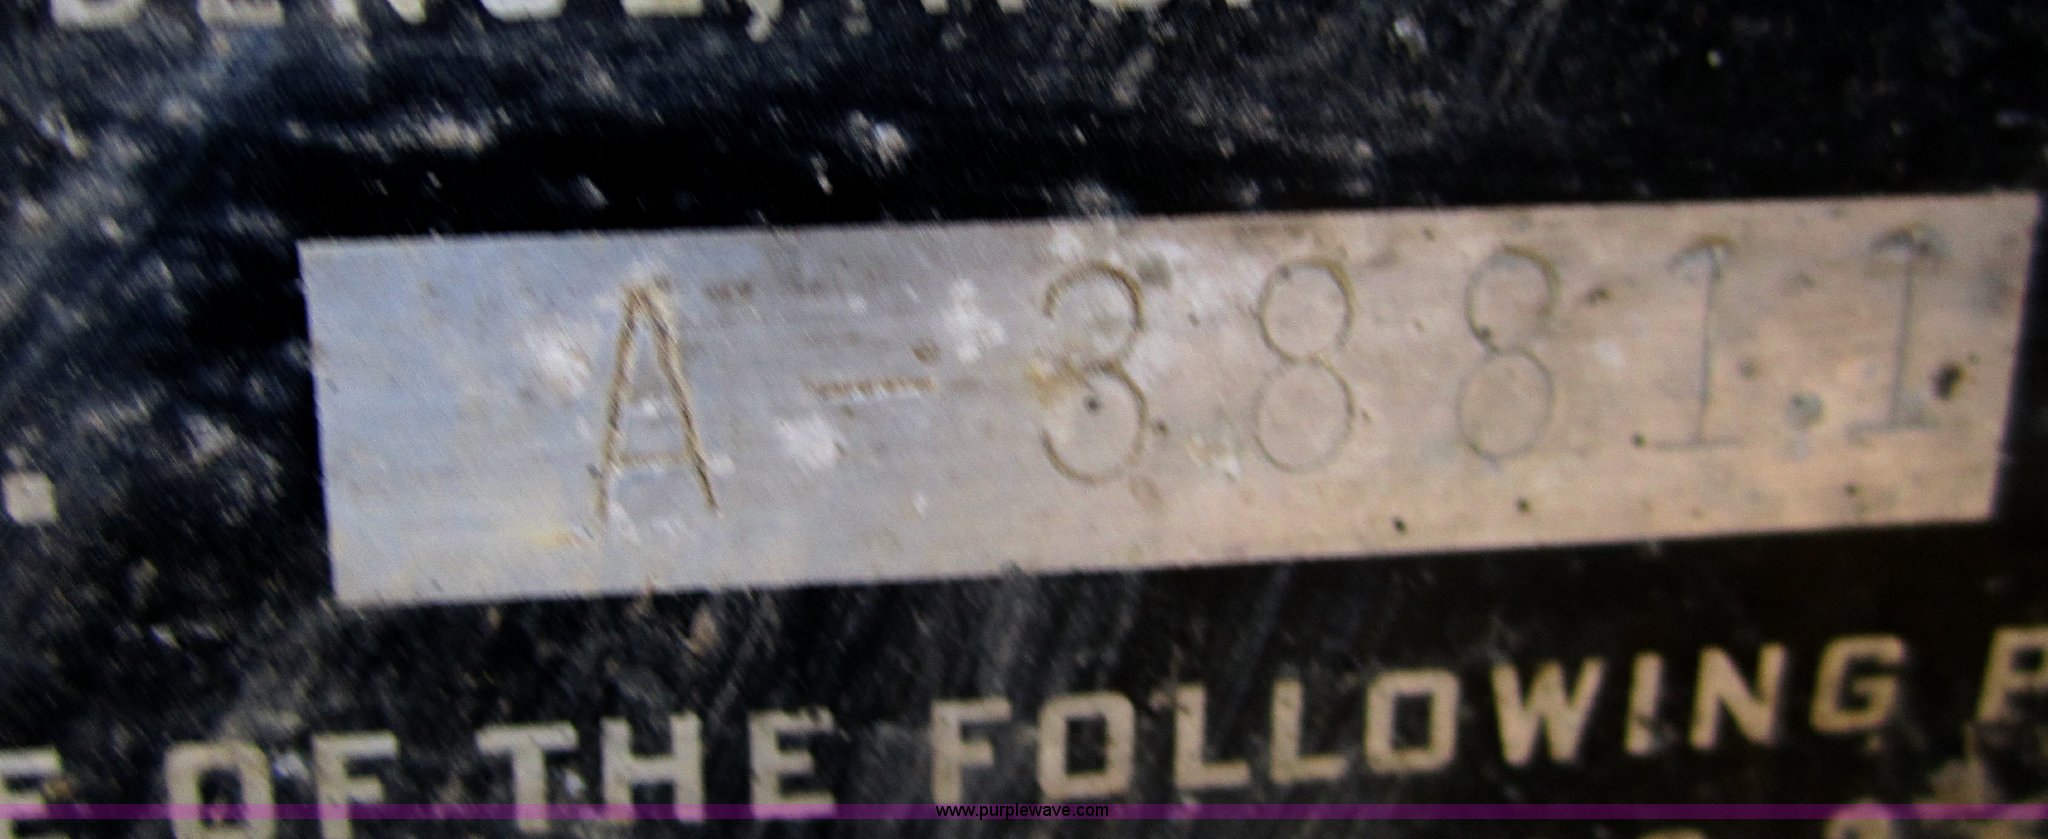 A-38811
E OF THE FOLLOWING P
www.purplewave.com